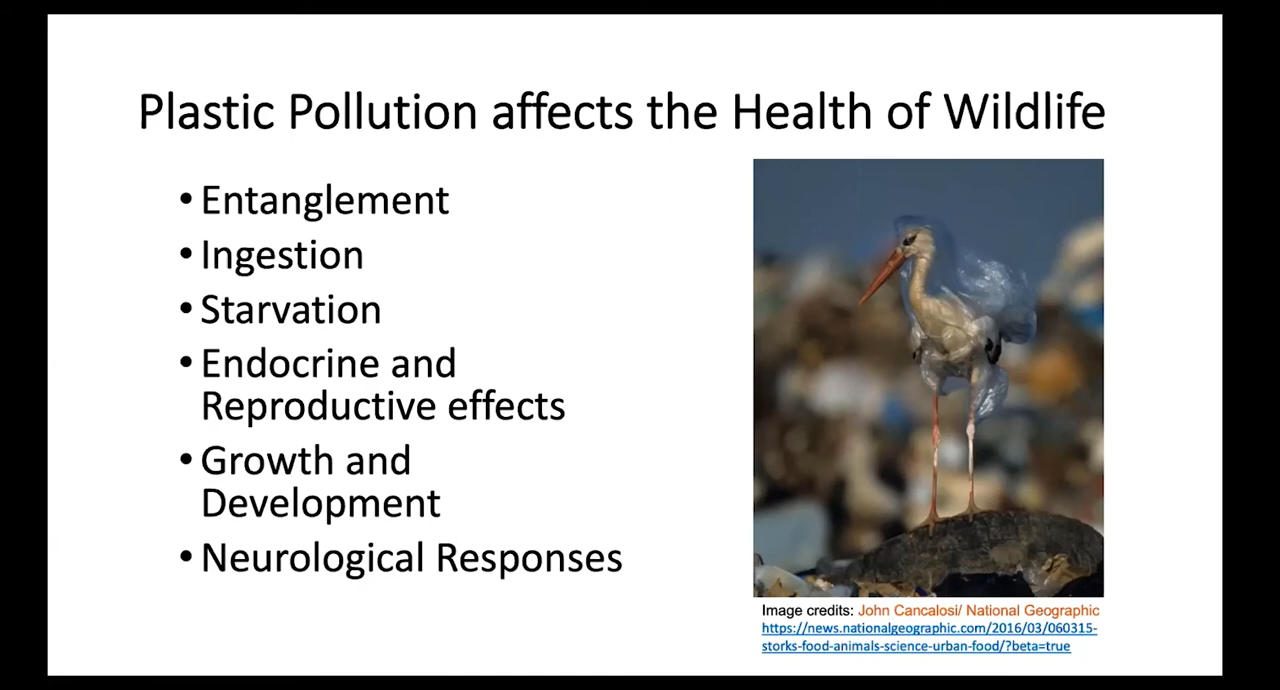 Plastic Pollution affects the Health of Wildlife
• Entanglement
• Ingestion
• Starvation
• Endocrine and
Reproductive effects
• Growth and
Development
• Neurological Responses
Image credits: John Cancalosi/ National Geographic
https://news.nationalgeographic.com/2016/03/060315-
storks-food-animals-science-urban-food/?beta=true